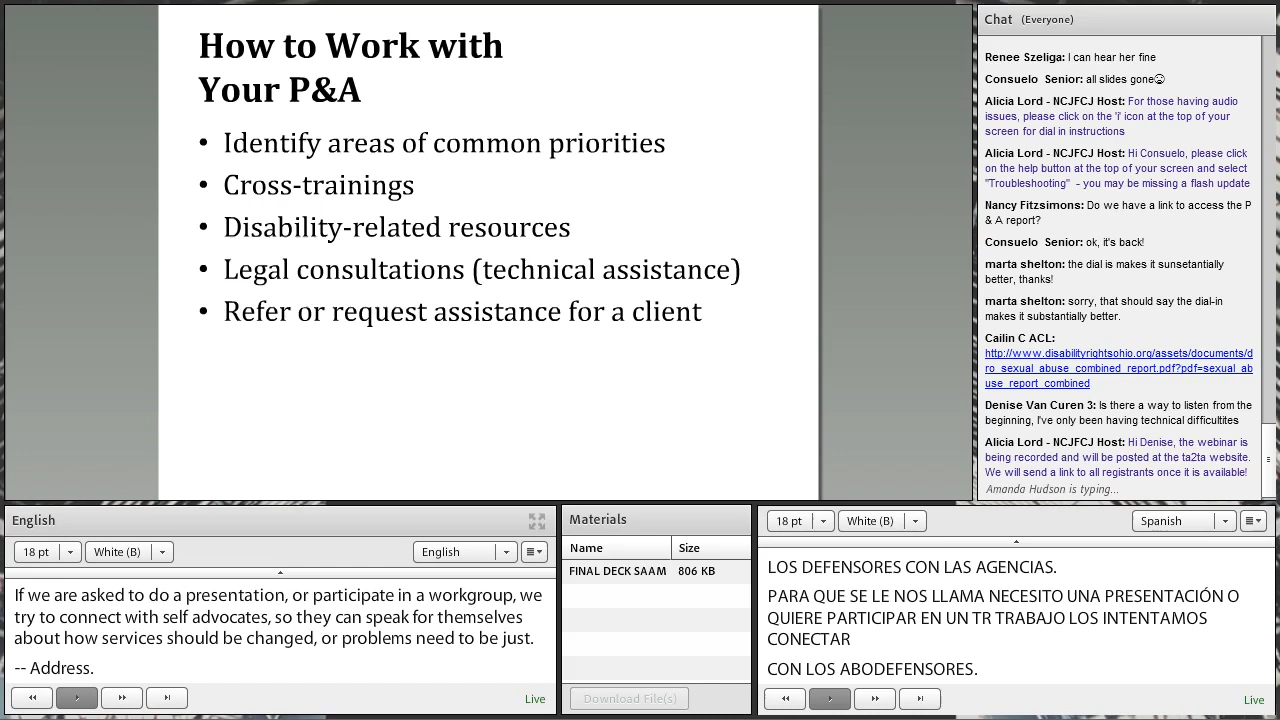 How to Work with
Your P&A
• Identify areas of common priorities
• Cross-trainings
• Disability-related resources
• Legal consultations (technical assistance)
• Refer or request assistance for a client
Chat (Everyone)
Renee Szeliga: I can hear her fine
Consuelo Senior: all slides gone☹
Alicia Lord - NCJFCJ Host: For those having audio
issues, please click on the 'i' icon at the top of your
screen for dial in instructions
Alicia Lord - NCJFCJ Host: Hi Consuelo, please click
on the help button at the top of your screen and select
"Troubleshooting" - you may be missing a flash update
Nancy Fitzsimons: Do we have a link to access the P
& A report?
Consuelo Senior: ok, it's back!
marta shelton: the dial is makes it sunsetantially
better, thanks!
marta shelton: sorry, that should say the dial-in
makes it substantially better.
Cailin C ACL:
http://www.disabilityrightsohio.org/assets/documents/d
ro_sexual_abuse_combined_report.pdf?pdf=sexual_ab
use_report_combined
Denise Van Curen 3: Is there a way to listen from the
beginning, I've only been having technical difficultites
Alicia Lord - NCJFCJ Host: Hi Denise, the webinar is
being recorded and will be posted at the ta2ta website.
We will send a link to all registrants once it is available!
Amanda Hudson is typing...
English
18 pt White (B) English
If we are asked to do a presentation, or participate in a workgroup, we
try to connect with self advocates, so they can speak for themselves
about how services should be changed, or problems need to be just.
-- Address.
Live
Materials
Name Size
FINAL DECK SAAM 806 KB
Download File(s)
18 pt White (B) Spanish
LOS DEFENSORES CON LAS AGENCIAS.
PARA QUE SE LE NOS LLAMA NECESITO UNA PRESENTACIÓN O
QUIERE PARTICIPAR EN UN TR TRABAJO LOS INTENTAMOS
CONECTAR
CON LOS ABODEFENSORES.
Live